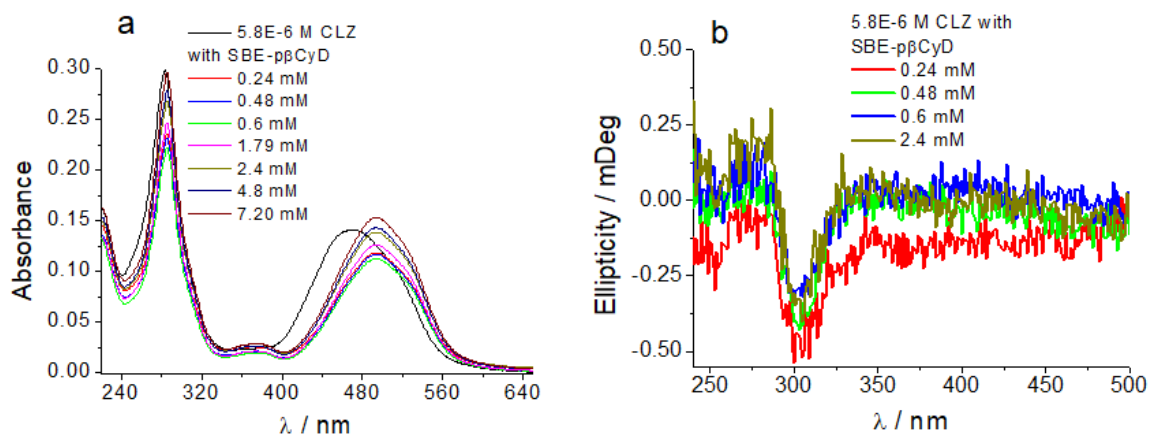 a
5.8E-6 M CLZ
with SBE-pβCyD
0.24 mM
0.48 mM
0.6 mM
1.79 mM
2.4 mM
4.8 mM
7.20 mM
0.30
0.25
0.20
0.15
0.10
0.05
0.00
Absorbance
240 320 400 480 560 640
λ / nm
b
5.8E-6 M CLZ with
SBE-pβCyD
0.24 mM
0.48 mM
0.6 mM
2.4 mM
0.50
0.25
0.00
-0.25
-0.50
Ellipticity / mDeg
250 300 350 400 450 500
λ / nm